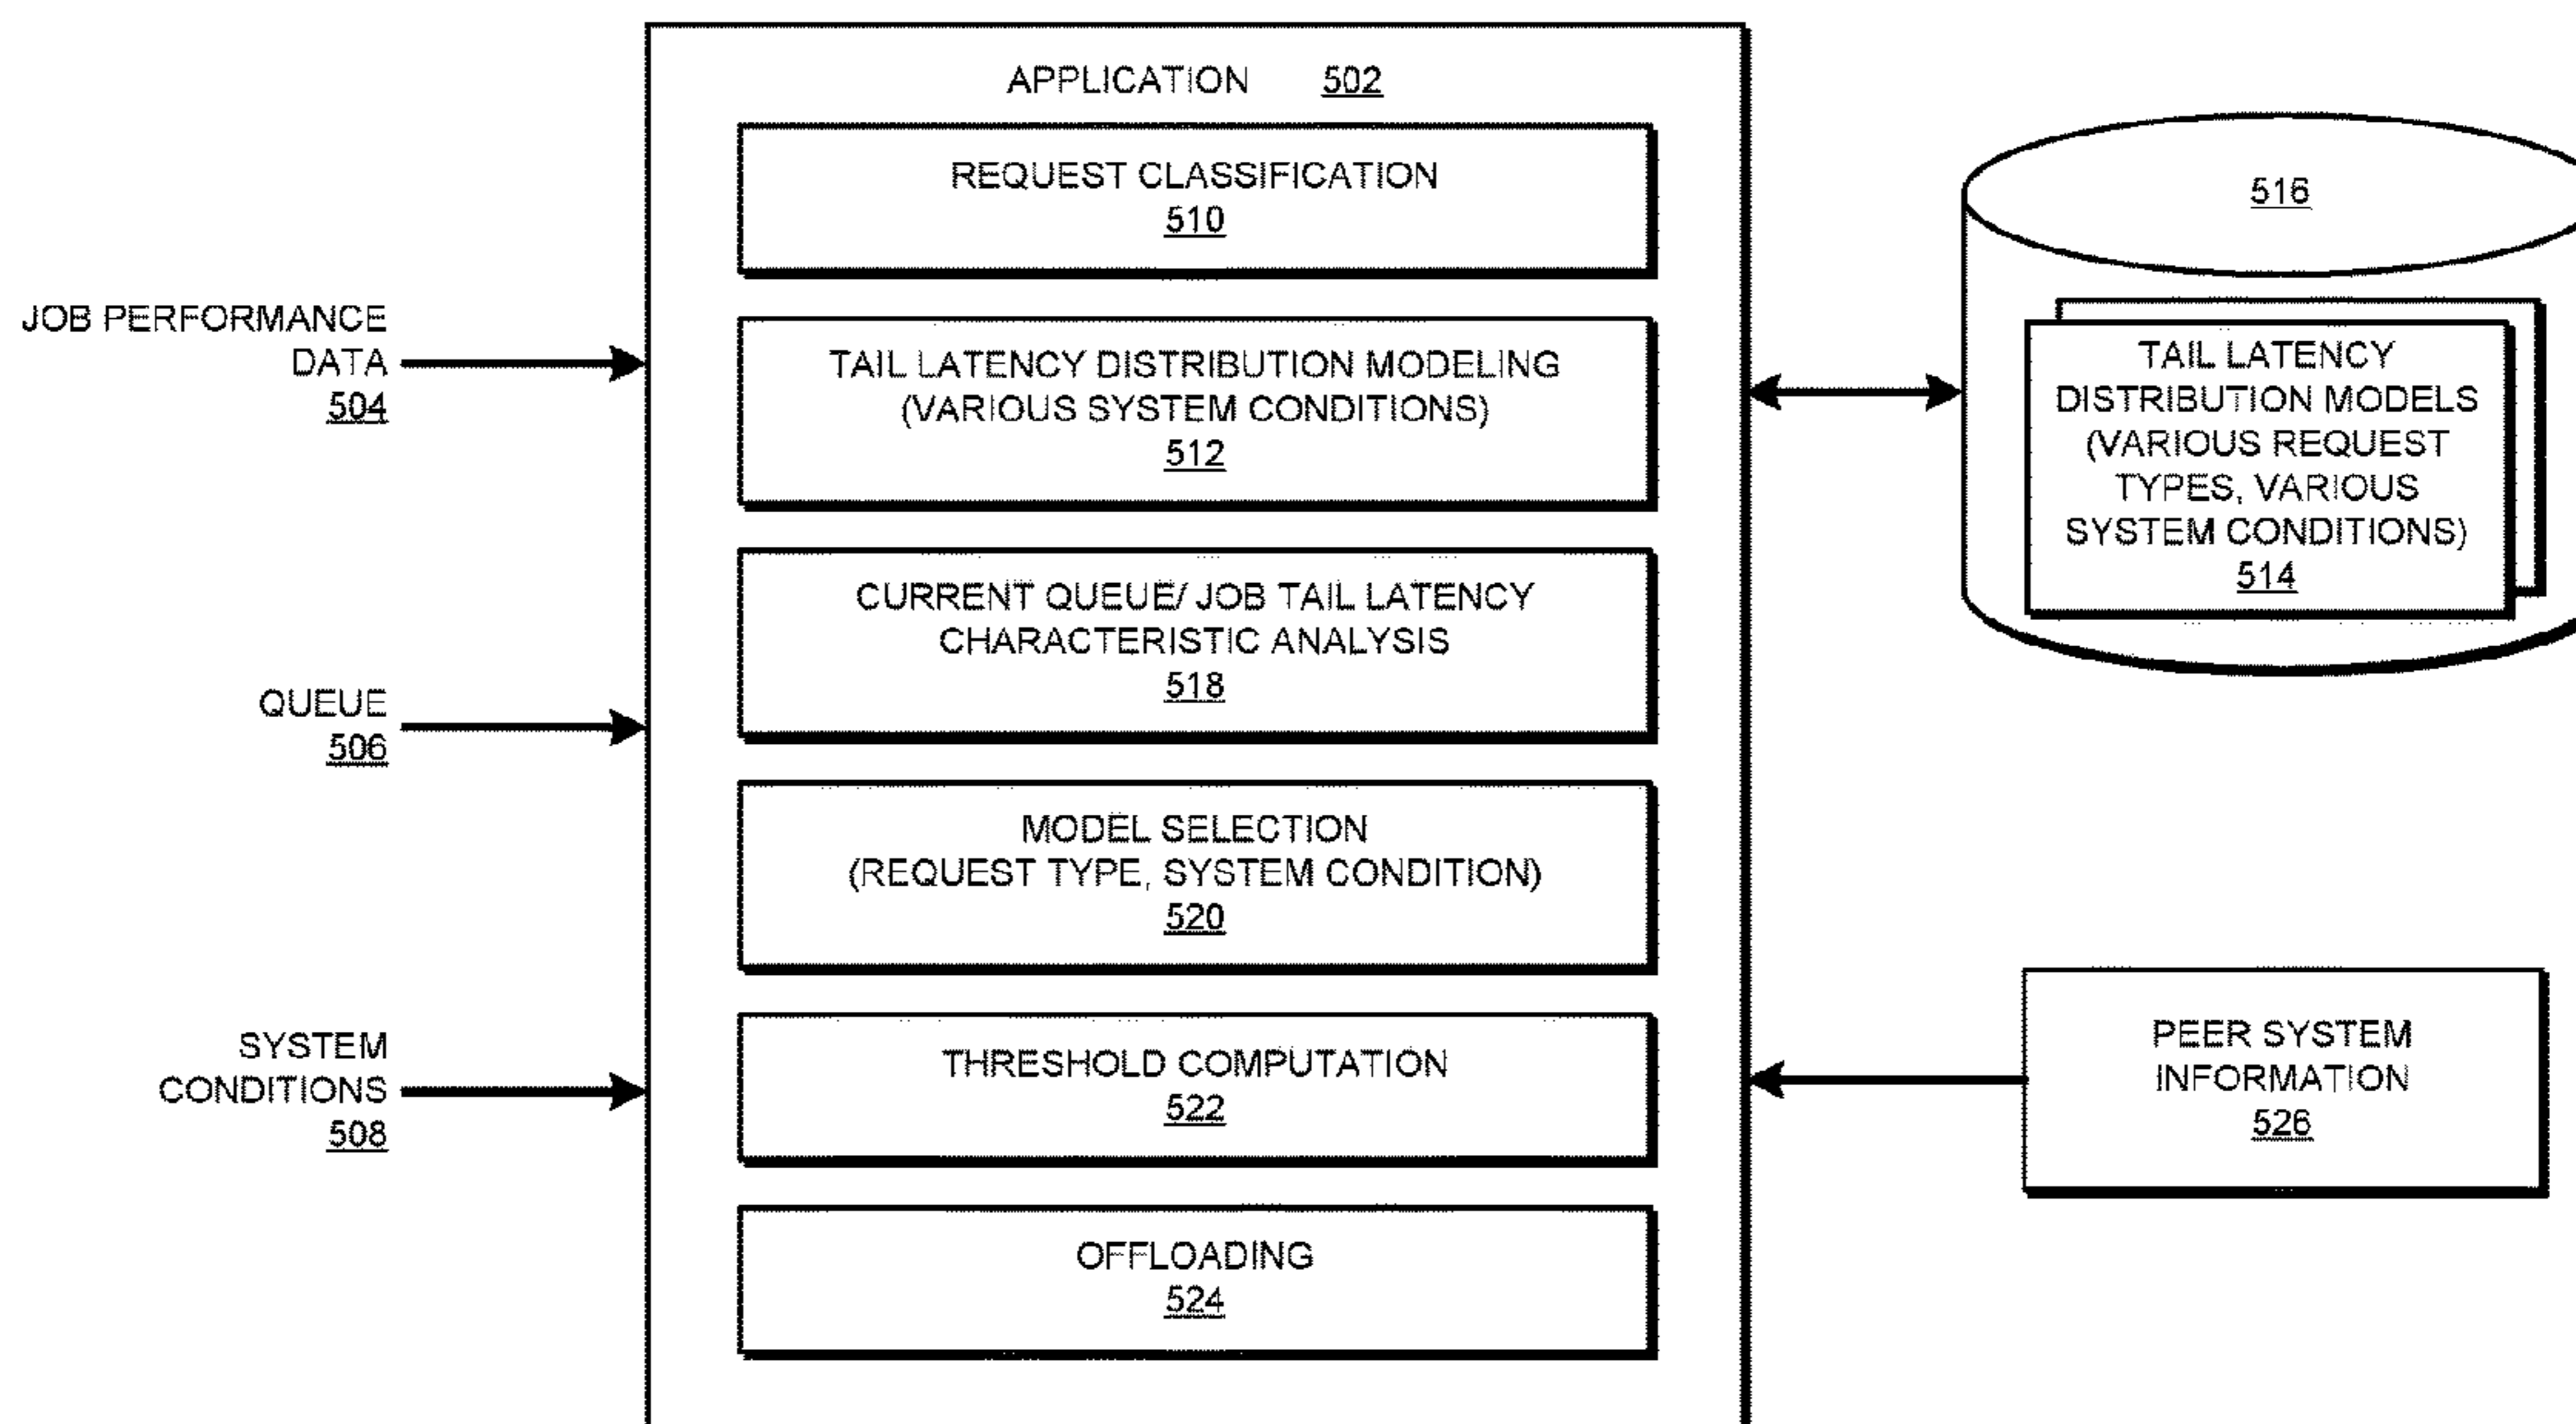 APPLICATION 502
REQUEST CLASSIFICATION
510
TAIL LATENCY DISTRIBUTION MODELING
(VARIOUS SYSTEM CONDITIONS)
512
CURRENT QUEUE/ JOB TAIL LATENCY
CHARACTERISTIC ANALYSIS
518
MODEL SELECTION
(REQUEST TYPE, SYSTEM CONDITION)
520
THRESHOLD COMPUTATION
522
OFFLOADING
524
JOB PERFORMANCE
DATA
504
QUEUE
506
SYSTEM
CONDITIONS
508
516
TAIL LATENCY
DISTRIBUTION MODELS
(VARIOUS REQUEST
TYPES, VARIOUS
SYSTEM CONDITIONS)
514
PEER SYSTEM
INFORMATION
526